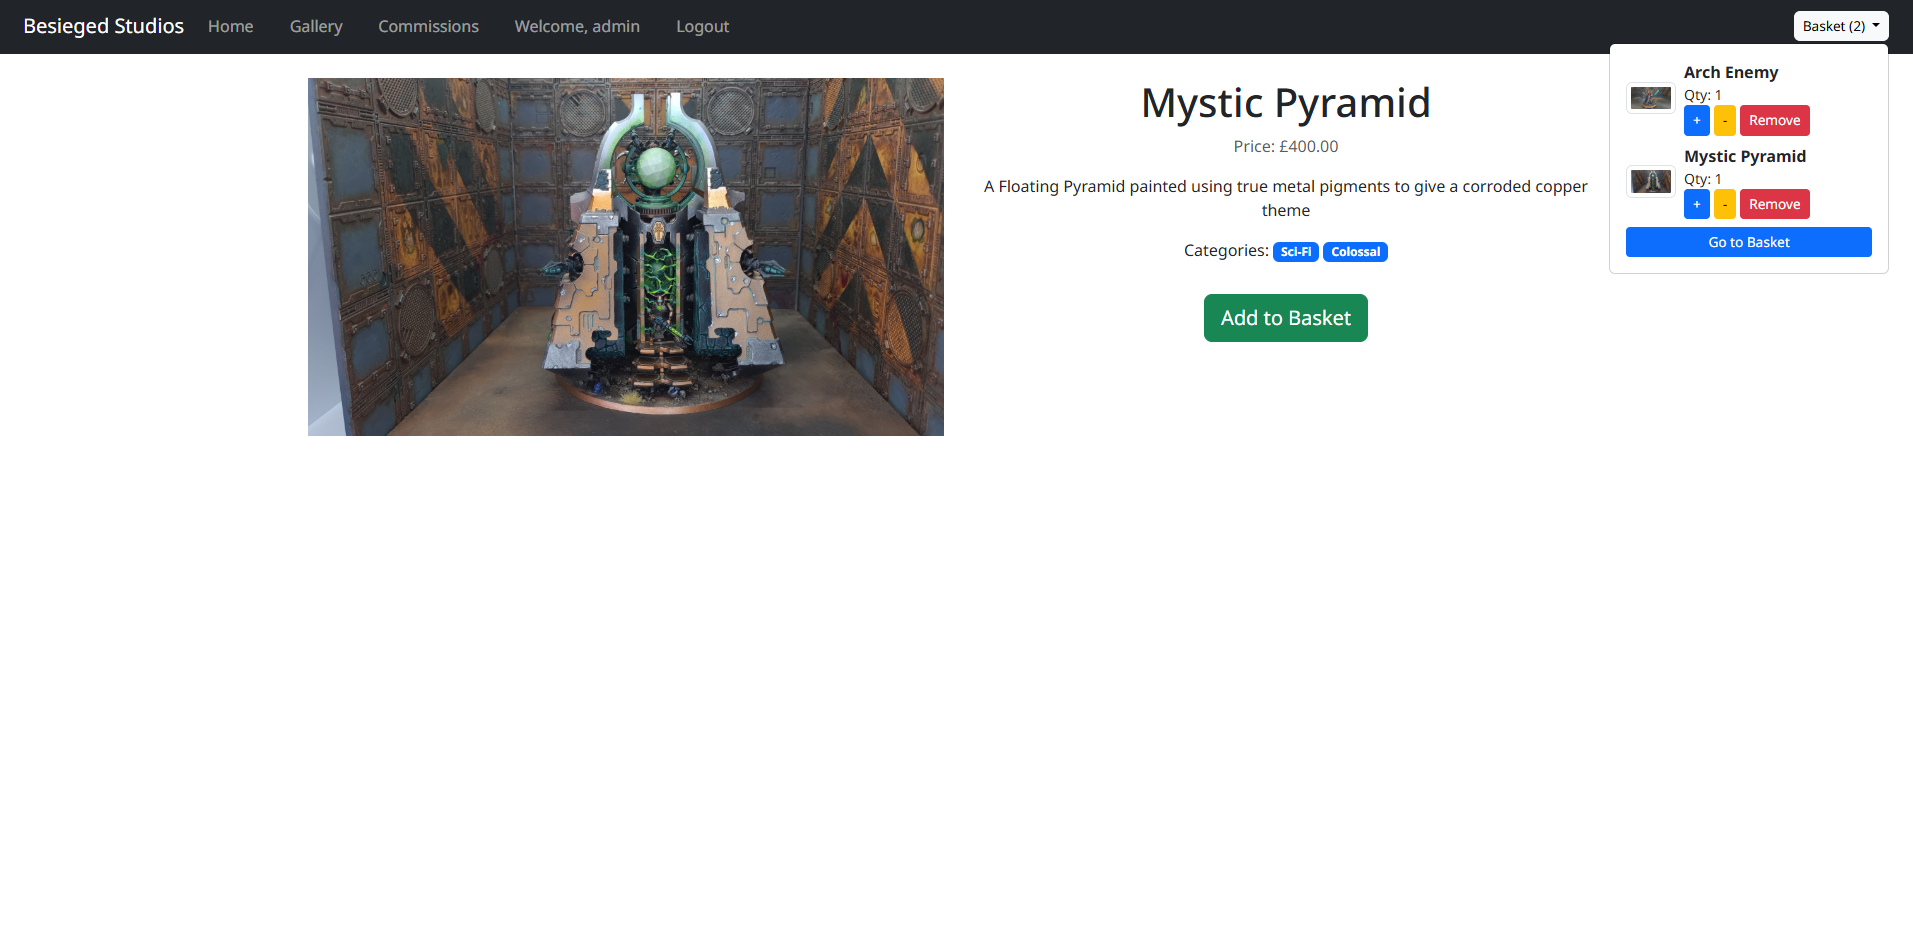 Besieged Studios Home Gallery Commissions Welcome, admin Logout Basket (2)
Mystic Pyramid
Price: £400.00
A Floating Pyramid painted using true metal pigments to give a corroded copper
theme
Categories: Sci-Fi Colossal
Add to Basket
Arch Enemy
Qty: 1
+ - Remove
Mystic Pyramid
Qty: 1
+ - Remove
Go to Basket